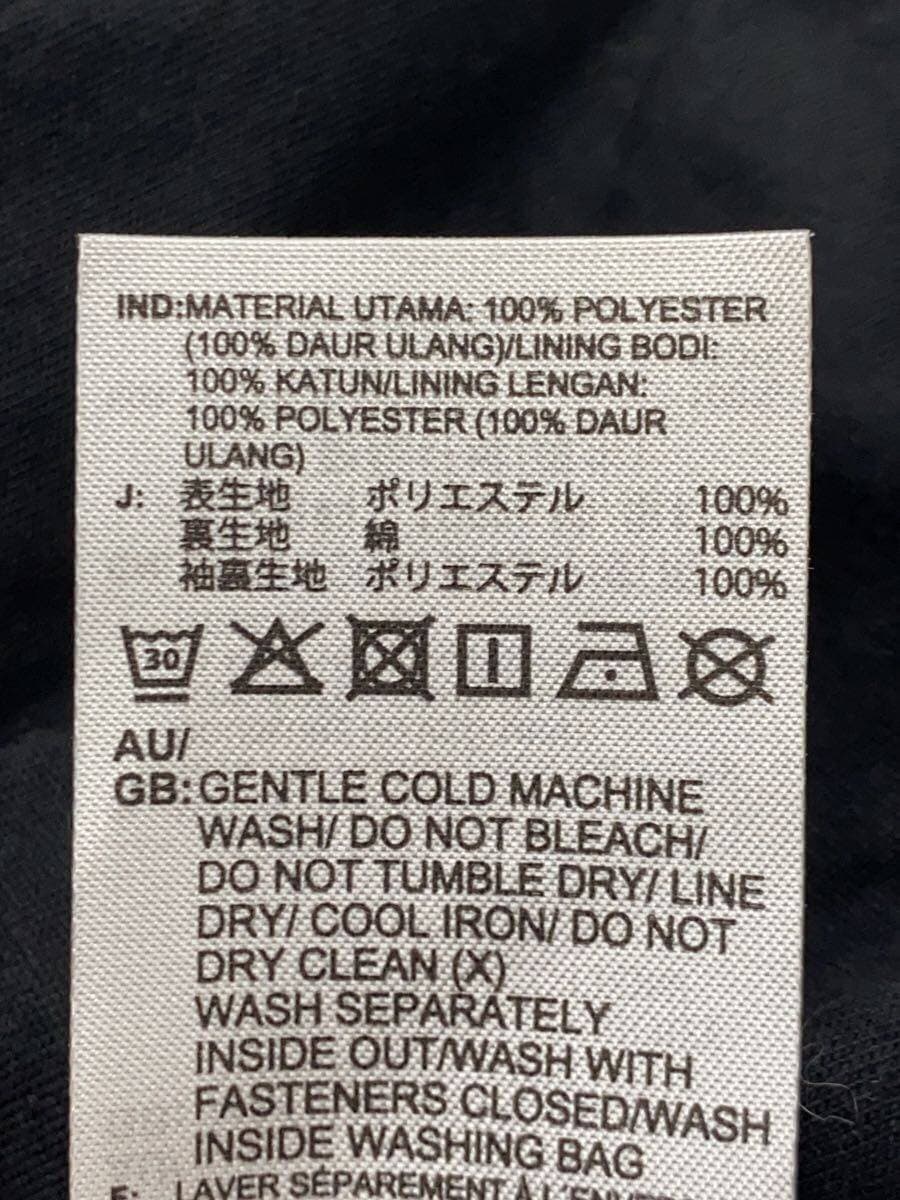 IND:MATERIAL UTAMA: 100% POLYESTER
(100% DAUR ULANG)/LINING BODI:
100% KATUN/LINING LENGAN:
100% POLYESTER (100% DAUR
ULANG)
J: 表生地 ポリエステル 100%
裏生地 綿 100%
袖裏生地 ポリエステル 100%
30
AU/
GB:GENTLE COLD MACHINE
WASH/ DO NOT BLEACH/
DO NOT TUMBLE DRY/ LINE
DRY/ COOL IRON/ DO NOT
DRY CLEAN (X)
WASH SEPARATELY
INSIDE OUT/WASH WITH
FASTENERS CLOSED/WASH
INSIDE WASHING BAG
F: LAVER SÉPAREMENT À L'ENVE